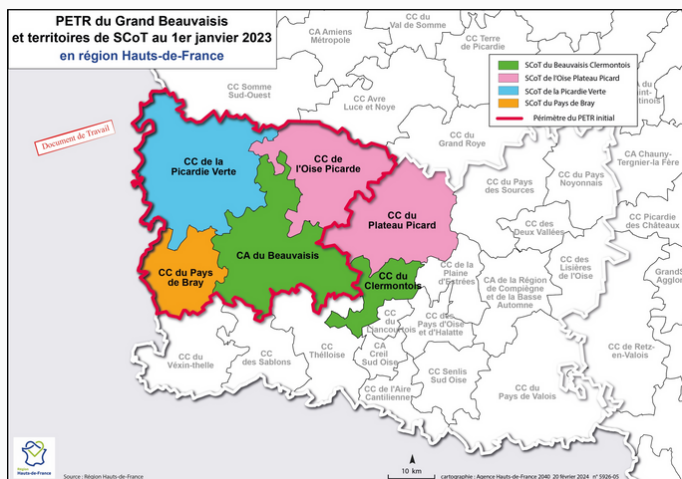 PETR du Grand Beauvaisis
et territoires de SCoT au 1er janvier 2023
en région Hauts-de-France
Document de Travail
SCoT du Beauvaisis Clermontois
SCoT de l'Oise Plateau Picard
SCoT de la Picardie Verte
SCoT du Pays de Bray
Périmètre du PETR initial
CC du
Val de Somme
CA Amiens
Métropole
CC Terre
de Picardie
CC Somme
Sud-Ouest
CC Avre
Luce et Noye
CC du
Grand Roye
CC de la
Picardie Verte
CC de
l'Oise Picarde
CC du
Plateau Picard
CC du Pays
des Sources
CC du Pays
Noyonnais
CA Chauny-
Tergnier-la Fère
CC Picardie
des Châteaux
CC des
Deux Vallées
CA du Beauvaisis
CC du Pays
de Bray
CC du
Clermontois
CC de la
Plaine
d'Estrées
CA de la Région
de Compiègne
et de la Basse
Automne
CC des
Lisières
de l'Oise
CC du
Liancourtois
CC des
Pays d'Oise
et d'Halatte
CC du
Véxin-thelle
CC
des Sablons
CC
Thelloise
CA
Creil
Sud Oise
CC de l'Aire
Cantilienne
CC Senlis
Sud Oise
CC du
Pays de Valois
CC de Retz-
en-Valois
Région
Hauts-de-France
Source : Région Hauts-de-France
10 km
cartographie : Agence Hauts-de-France 2040 20 février 2024 n° 5926-05